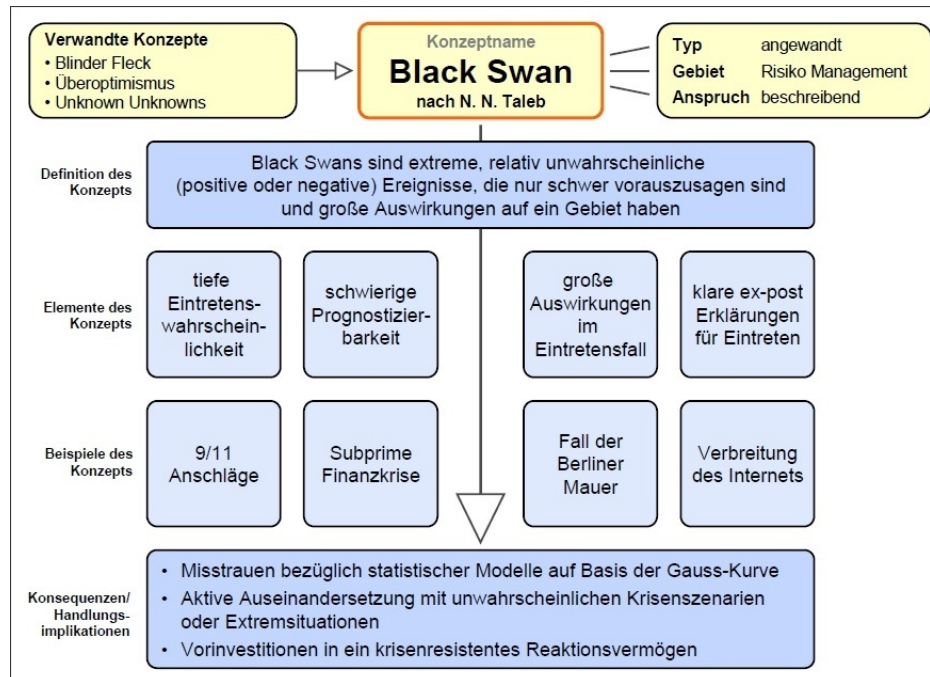 Verwandte Konzepte
• Blinder Fleck
• Überoptimismus
• Unknown Unknowns
Konzeptname
Black Swan
nach N. N. Taleb
Typ angewandt
Gebiet Risiko Management
Anspruch beschreibend
Definition des
Konzepts
Black Swans sind extreme, relativ unwahrscheinliche
(positive oder negative) Ereignisse, die nur schwer vorauszusagen sind
und große Auswirkungen auf ein Gebiet haben
Elemente des
Konzepts
tiefe
Eintretens-
wahrschein-
lichkeit
schwierige
Prognostizier-
barkeit
große
Auswirkungen
im
Eintretensfall
klare ex-post
Erklärungen
für Eintreten
Beispiele des
Konzepts
9/11
Anschläge
Subprime
Finanzkrise
Fall der
Berliner
Mauer
Verbreitung
des Internets
Konsequenzen/
Handlungs-
implikationen
• Misstrauen bezüglich statistischer Modelle auf Basis der Gauss-Kurve
• Aktive Auseinandersetzung mit unwahrscheinlichen Krisenszenarien
oder Extremsituationen
• Vorinvestitionen in ein krisenresistentes Reaktionsvermögen